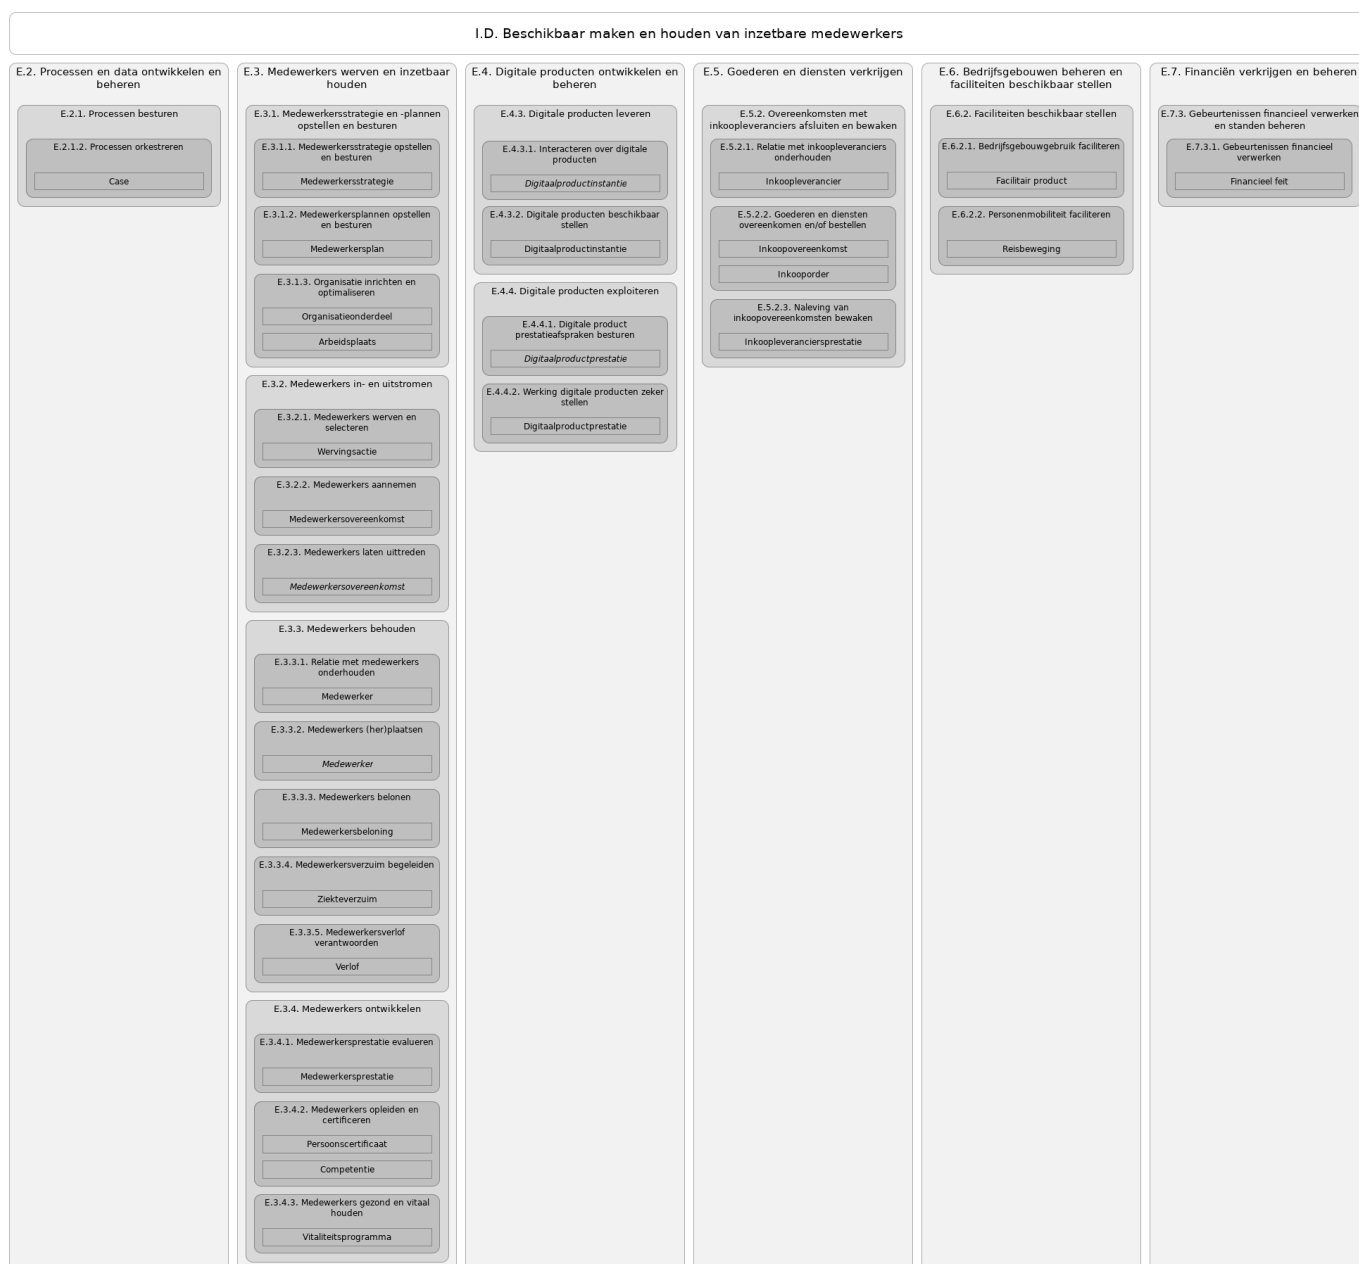 I.D. Beschikbaar maken en houden van inzetbare medewerkers
E.2. Processen en data ontwikkelen en
beheren
E.2.1. Processen besturen
E.2.1.2. Processen orkestreren
Case
E.3. Medewerkers werven en inzetbaar
houden
E.3.1. Medewerkersstrategie en -plannen
opstellen en besturen
E.3.1.1. Medewerkersstrategie opstellen
en besturen
Medewerkersstrategie
E.3.1.2. Medewerkersplannen opstellen
en besturen
Medewerkersplan
E.3.1.3. Organisatie inrichten en
optimaliseren
Organisatieonderdeel
Arbeidsplaats
E.3.2. Medewerkers in- en uitstromen
E.3.2.1. Medewerkers werven en
selecteren
Wervingsactie
E.3.2.2. Medewerkers aannemen
Medewerkersovereenkomst
E.3.2.3. Medewerkers laten uittreden
Medewerkersovereenkomst
E.3.3. Medewerkers behouden
E.3.3.1. Relatie met medewerkers
onderhouden
Medewerker
E.3.3.2. Medewerkers (her)plaatsen
Medewerker
E.3.3.3. Medewerkers belonen
Medewerkersbeloning
E.3.3.4. Medewerkersverzuim begeleiden
Ziekteverzuim
E.3.3.5. Medewerkersverlof
verantwoorden
Verlof
E.3.4. Medewerkers ontwikkelen
E.3.4.1. Medewerkersprestatie evalueren
Medewerkersprestatie
E.3.4.2. Medewerkers opleiden en
certificeren
Persoonscertificaat
Competentie
E.3.4.3. Medewerkers gezond en vitaal
houden
Vitaliteitsprogramma
E.4. Digitale producten ontwikkelen en
beheren
E.4.3. Digitale producten leveren
E.4.3.1. Interacteren over digitale
producten
Digitaalproductinstantie
E.4.3.2. Digitale producten beschikbaar
stellen
Digitaalproductinstantie
E.4.4. Digitale producten exploiteren
E.4.4.1. Digitale product
prestatieafspraken besturen
Digitaalproductprestatie
E.4.4.2. Werking digitale producten zeker
stellen
Digitaalproductprestatie
E.5. Goederen en diensten verkrijgen
E.5.2. Overeenkomsten met
inkoopleveranciers afsluiten en bewaken
E.5.2.1. Relatie met inkoopleveranciers
onderhouden
Inkoopleverancier
E.5.2.2. Goederen en diensten
overeenkomen en/of bestellen
Inkoopovereenkomst
Inkooporder
E.5.2.3. Naleving van
inkoopovereenkomsten bewaken
Inkoopleveranciersprestatie
E.6. Bedrijfsgebouwen beheren en
faciliteiten beschikbaar stellen
E.6.2. Faciliteiten beschikbaar stellen
E.6.2.1. Bedrijfsgebouwgebruik faciliteren
Facilitair product
E.6.2.2. Personenmobiliteit faciliteren
Reisbeweging
E.7. Financiën verkrijgen en beheren
E.7.3. Gebeurtenissen financieel verwerken
en standen beheren
E.7.3.1. Gebeurtenissen financieel
verwerken
Financieel feit